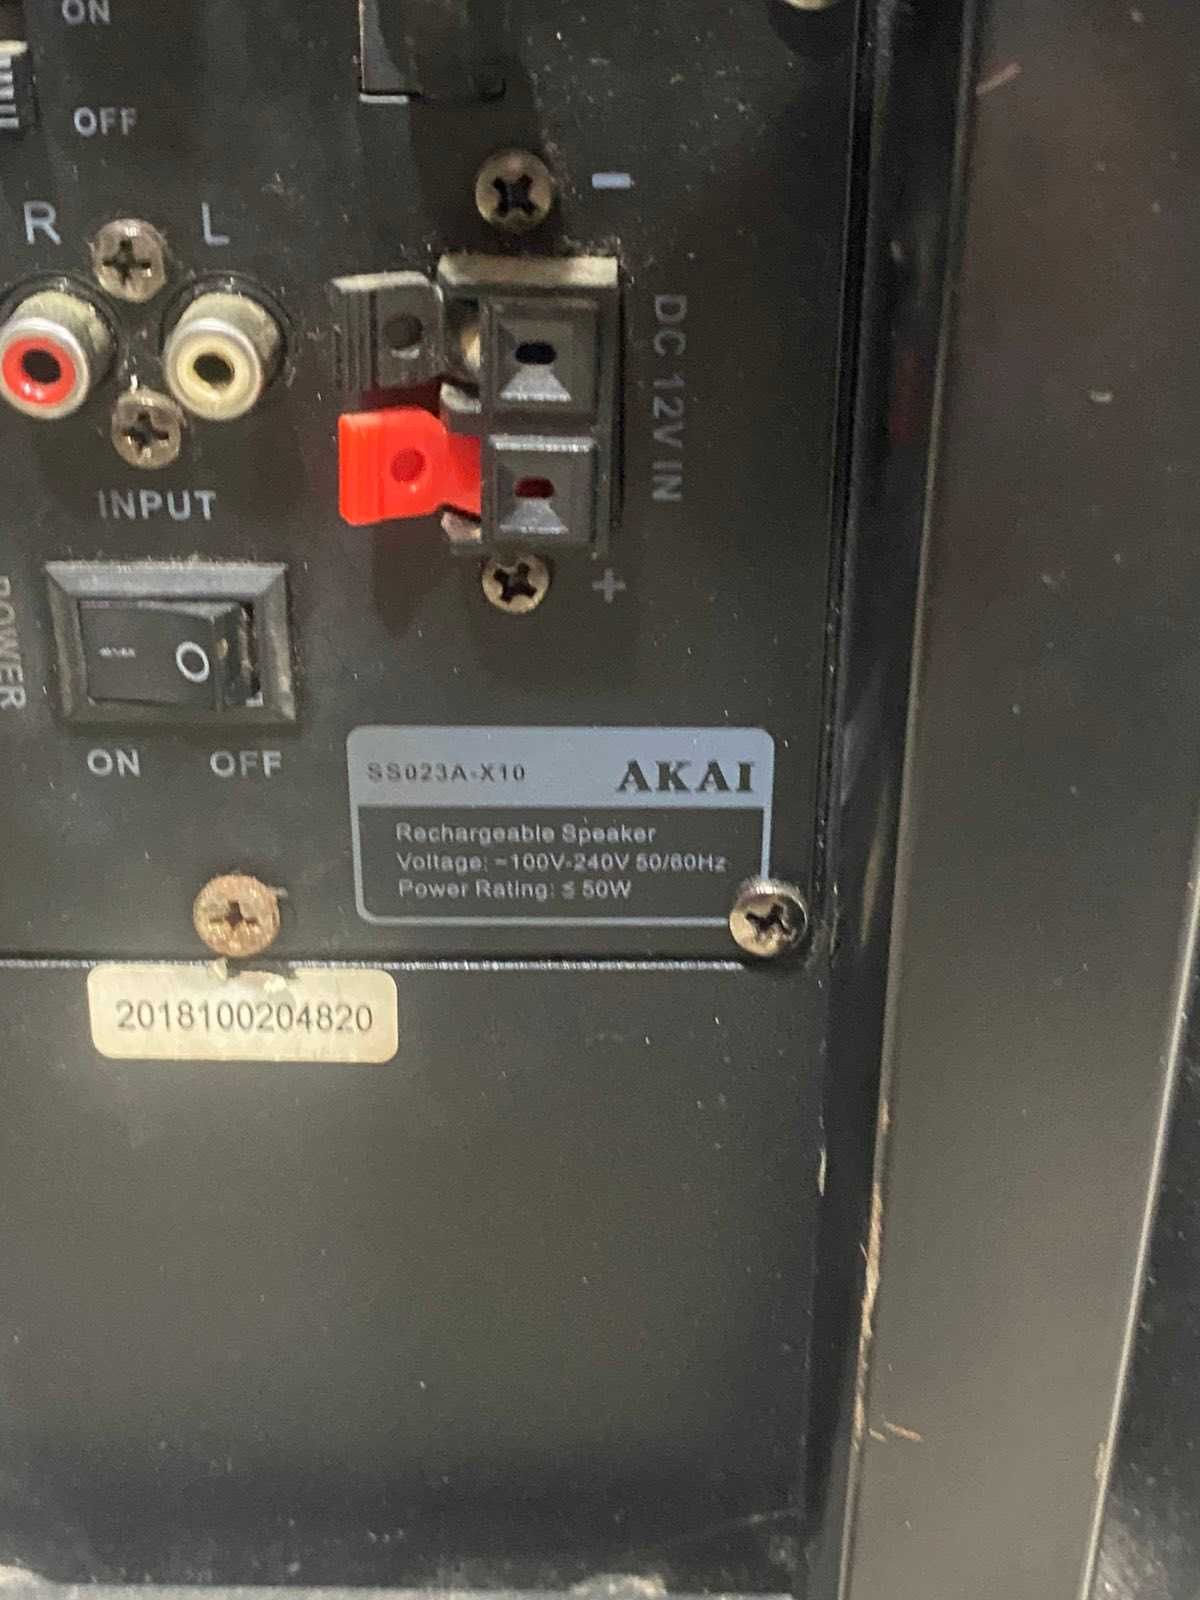 ON
OFF
R L
DC 12V IN
-
+
INPUT
POWER
O
ON OFF
SS023A-X10 AKAI
Rechargeable Speaker
Voltage: ~100V-240V 50/60Hz
Power Rating: ≤ 50W
2018100204820